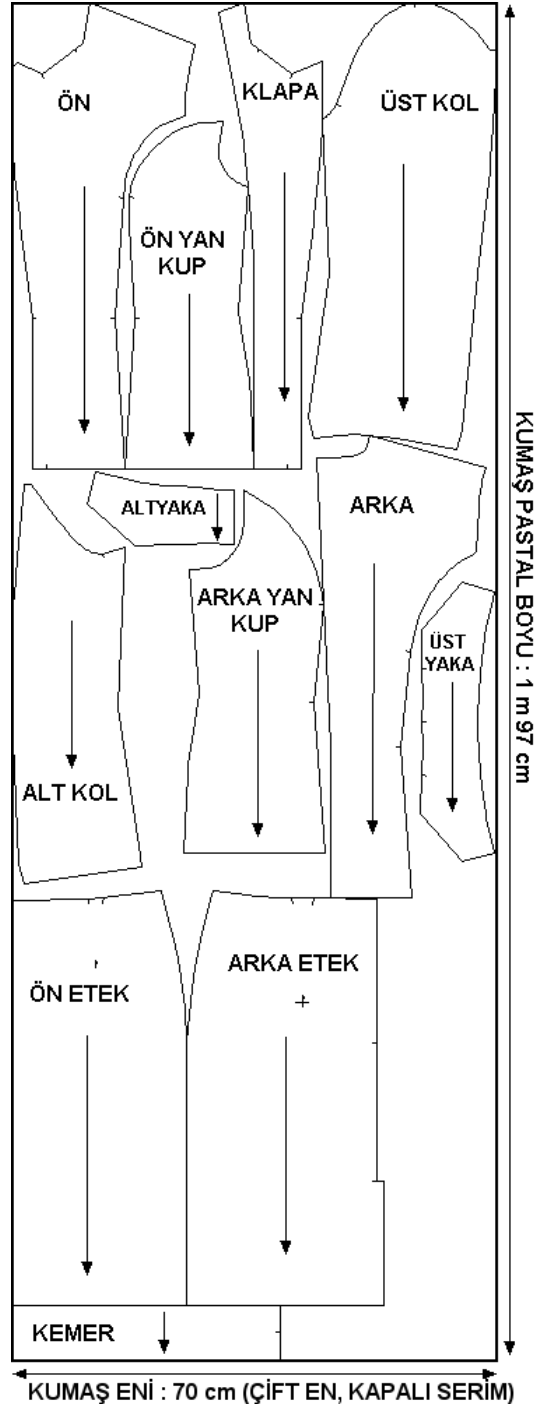 ÖN
KLAPA
ÜST KOL
ÖN YAN
KUP
ALTYAKA
ARKA
ARKA YAN
KUP
ÜST
YAKA
ALT KOL
ÖN ETEK
ARKA ETEK
KEMER
KUMAŞ PASTAL BOYU : 1 m 97 cm
KUMAŞ ENİ : 70 cm (ÇİFT EN, KAPALI SERİM)